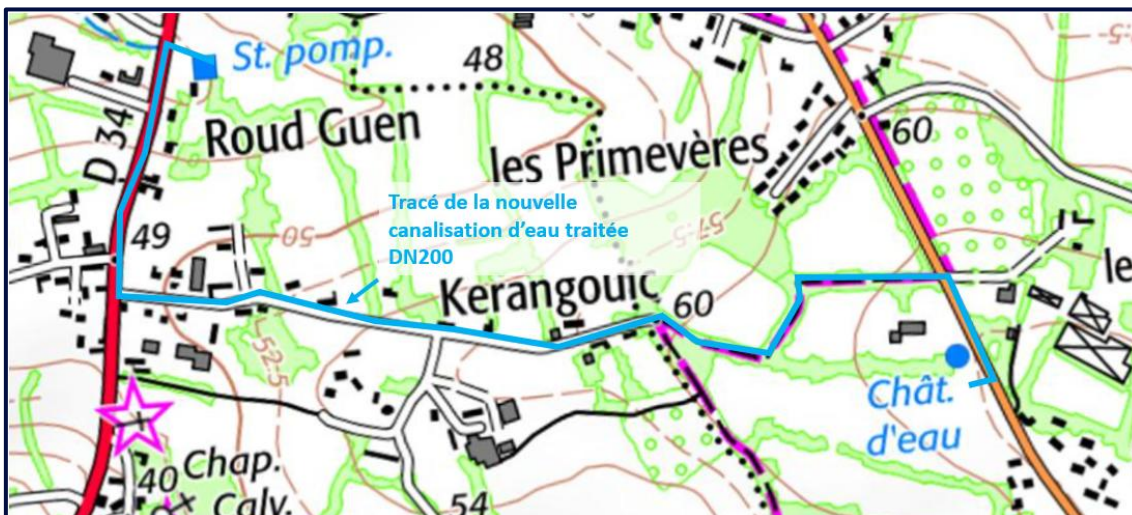 St. pomp.
48
D 34
Roud Guen
60
les Primevères
Tracé de la nouvelle
canalisation d'eau traitée
DN200
49
50
57:5
Kerangouic
60
le
52:5
Chât.
d'eau
40
Chap.
Calv.
54